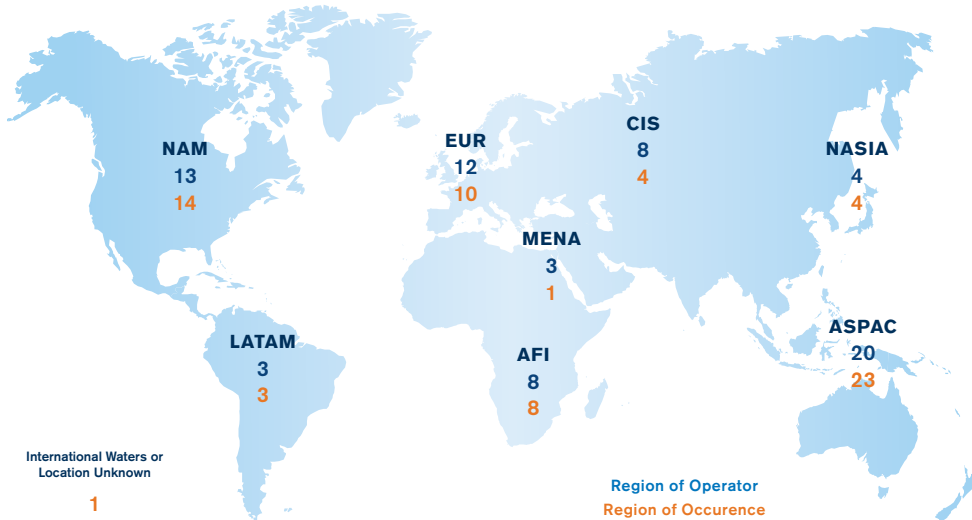 NAM
13
14
EUR
12
10
CIS
8
4
NASIA
4
4
MENA
3
1
LATAM
3
3
AFI
8
8
ASPAC
20
23
International Waters or
Location Unknown
1
Region of Operator
Region of Occurence